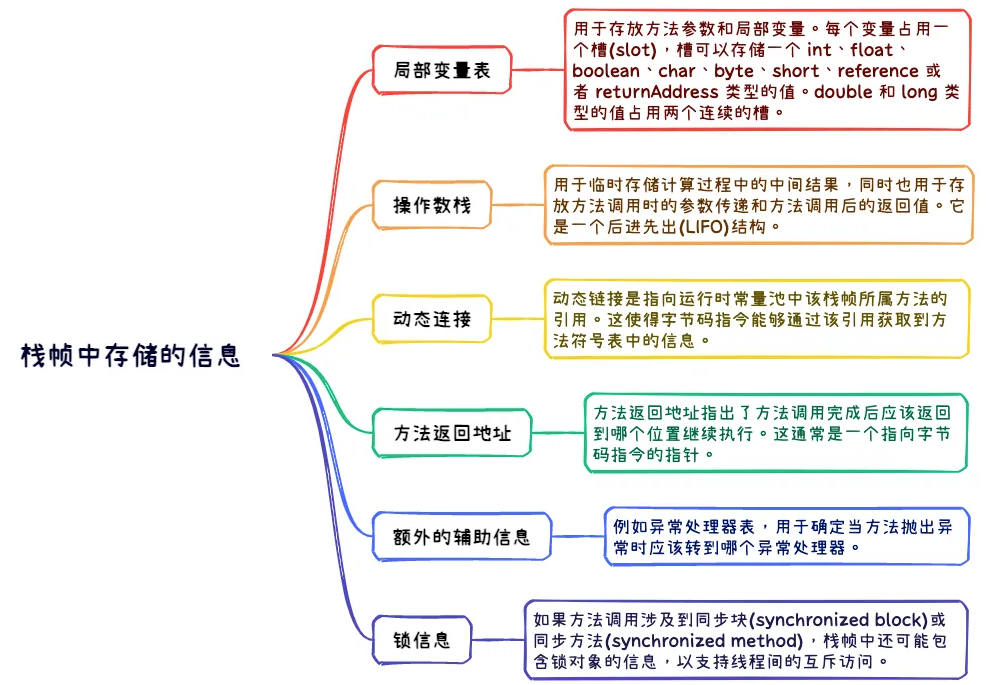 用于存放方法参数和局部变量。每个变量占用一
个槽(slot)，槽可以存储一个 int、float、
boolean、char、byte、short、reference 或
者 returnAddress 类型的值。double 和 long 类
型的值占用两个连续的槽。
局部变量表
用于临时存储计算过程中的中间结果，同时也用于存
放方法调用时的参数传递和方法调用后的返回值。它
是一个后进先出(LIFO)结构。
操作数栈
动态链接是指向运行时常量池中该栈帧所属方法的
引用。这使得字节码指令能够通过该引用获取到方
法符号表中的信息。
动态连接
栈帧中存储的信息
方法返回地址指出了方法调用完成后应该返回
到哪个位置继续执行。这通常是一个指向字节
码指令的指针。
方法返回地址
例如异常处理器表，用于确定当方法抛出异
常时应该转到哪个异常处理器。
额外的辅助信息
如果方法调用涉及到同步块(synchronized block)或
同步方法(synchronized method)，栈帧中还可能包
含锁对象的信息，以支持线程间的互斥访问。
锁信息